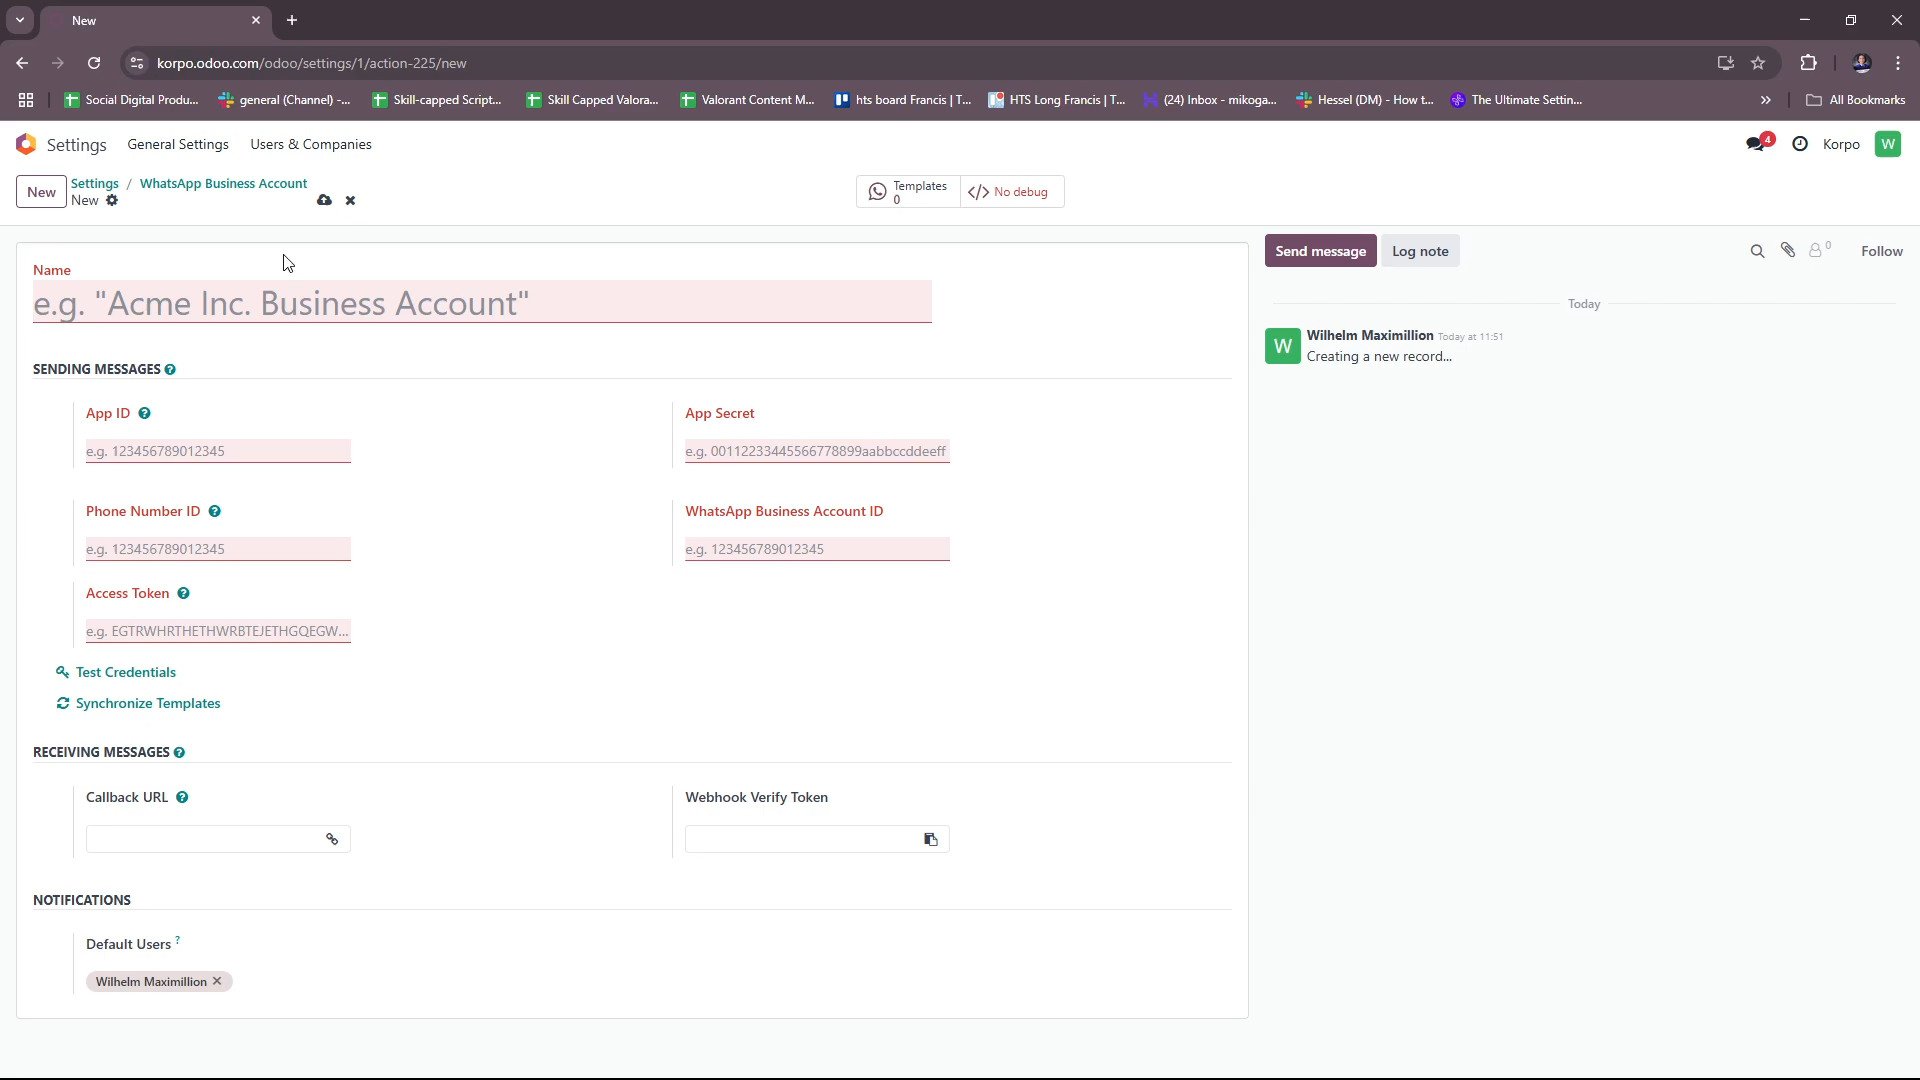 New
korpo.odoo.com/odoo/settings/1/action-225/new
Social Digital Produ... general (Channel) -... Skill-capped Script... Skill Capped Valora... Valorant Content M... hts board Francis | T... HTS Long Francis | T... (24) Inbox - mikoga... Hessel (DM) - How t... The Ultimate Settin... » All Bookmarks
Settings General Settings Users & Companies 4 Korpo W
New Settings / WhatsApp Business Account
New
Templates
0
</> No debug
Send message Log note 0 Follow
Name
e.g. "Acme Inc. Business Account"
Today
W Wilhelm Maximillion Today at 11:51
Creating a new record...
SENDING MESSAGES ?
App ID ? App Secret
e.g. 123456789012345 e.g. 00112233445566778899aabbccddeeff
Phone Number ID ? WhatsApp Business Account ID
e.g. 123456789012345 e.g. 123456789012345
Access Token ?
e.g. EGTRWHRTHETHWRBTEJETHGQEGW...
Test Credentials
Synchronize Templates
RECEIVING MESSAGES ?
Callback URL ? Webhook Verify Token
NOTIFICATIONS
Default Users ?
Wilhelm Maximillion ×